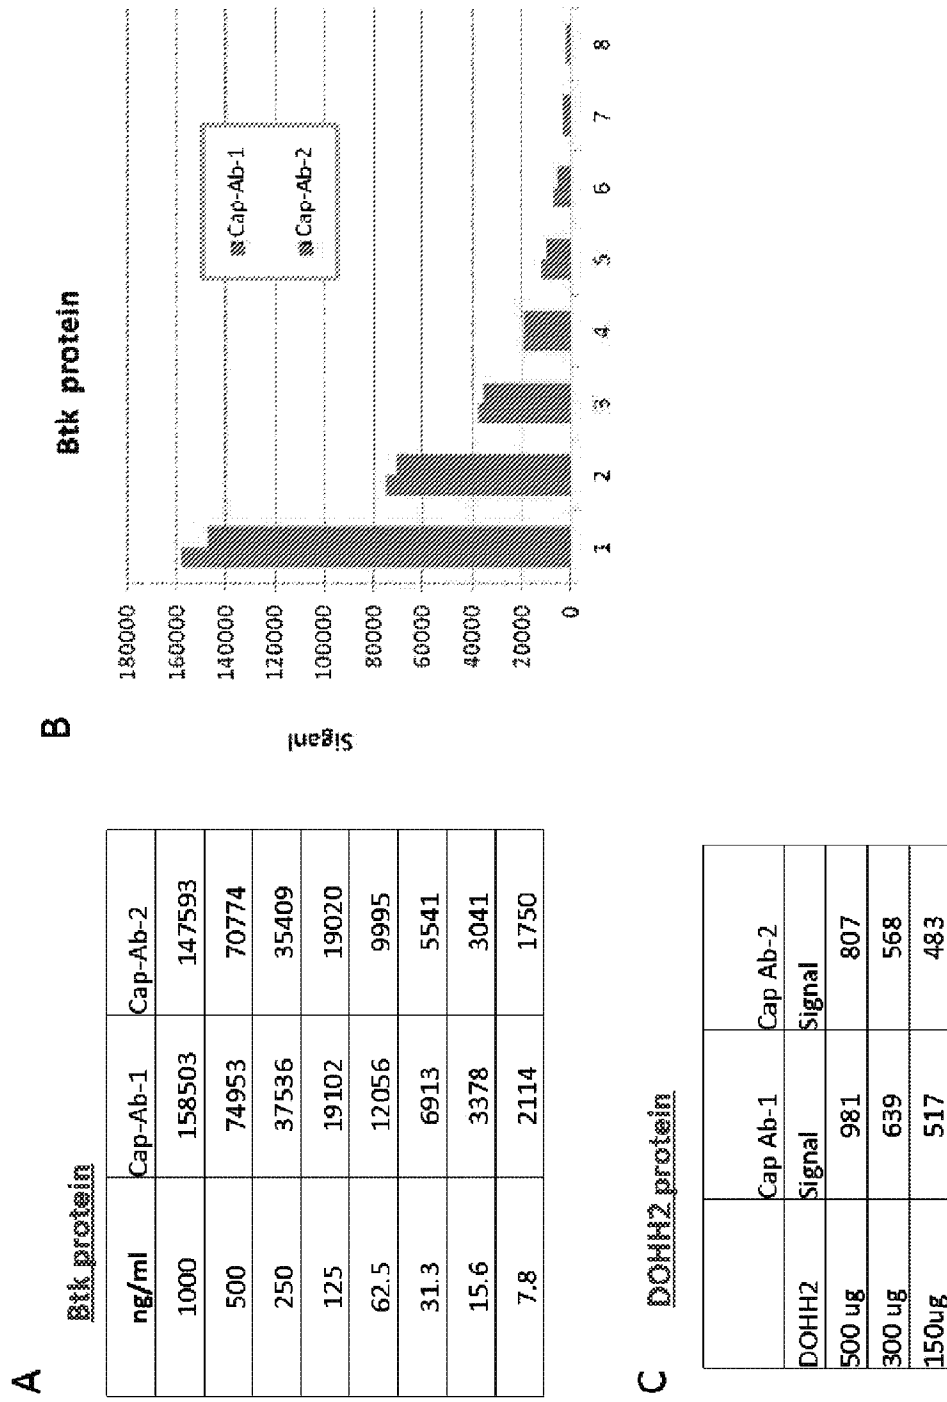 A
Btk protein
ng/ml Cap-Ab-1 Cap-Ab-2
1000 158503 147593
500 74953 70774
250 37536 35409
125 19102 19020
62.5 12056 9995
31.3 6913 5541
15.6 3378 3041
7.8 2114 1750
B
Btk protein
Siganl
180000
160000
140000
120000
100000
80000
60000
40000
20000
0
Cap-Ab-1
Cap-Ab-2
1 2 3 4 5 6 7 8
C
DOHH2 protein
Cap Ab-1 Cap Ab-2
DOHH2 Signal Signal
500 ug 981 807
300 ug 639 568
150ug 517 483